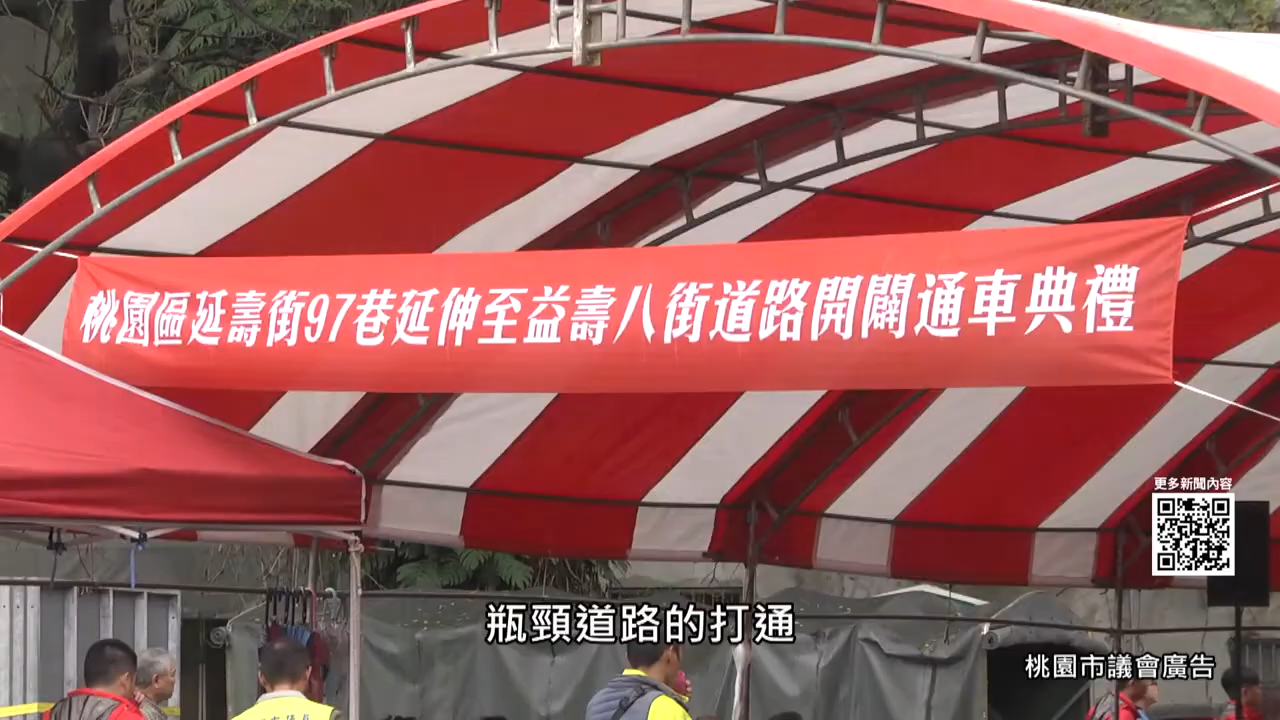 桃園區延壽街97巷延伸至益壽八街道路開闢通車典禮
更多新聞內容
瓶頸道路的打通
桃園市議會廣告